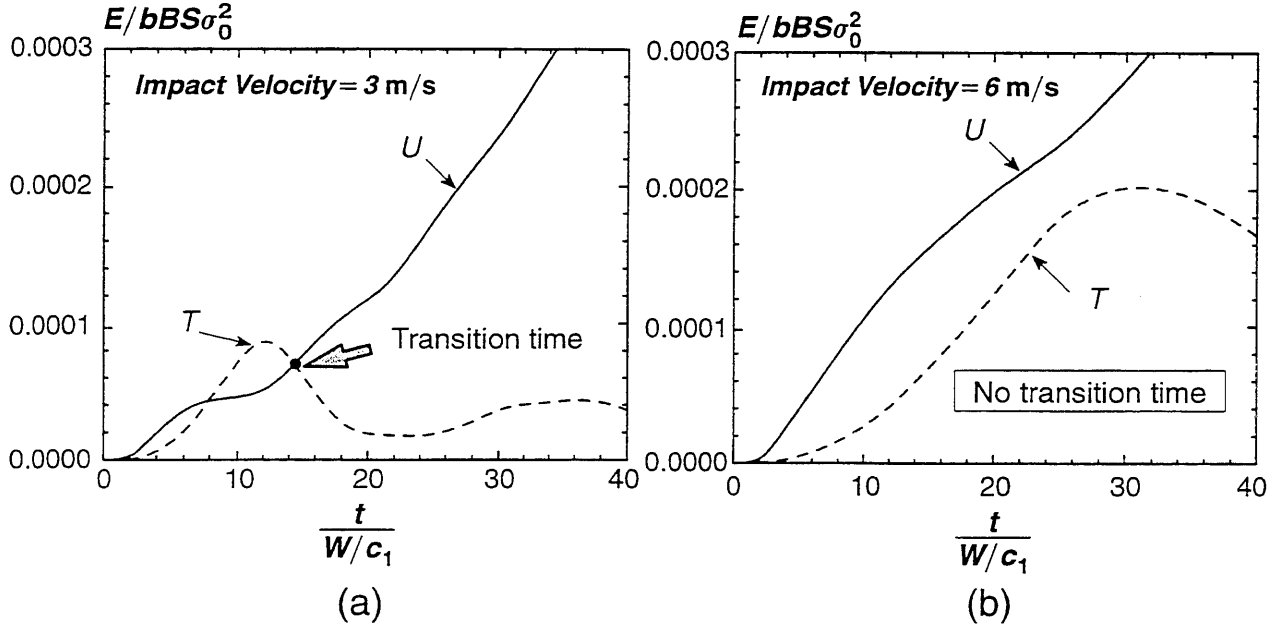 E/bBSσ₀²
0.0003
Impact Velocity = 3 m/s
U
0.0002
T
0.0001
Transition time
0.0000
0 10 20 30 40
t
W/c₁
(a)
E/bBSσ₀²
0.0003
Impact Velocity = 6 m/s
U
0.0002
T
0.0001
No transition time
0.0000
0 10 20 30 40
t
W/c₁
(b)